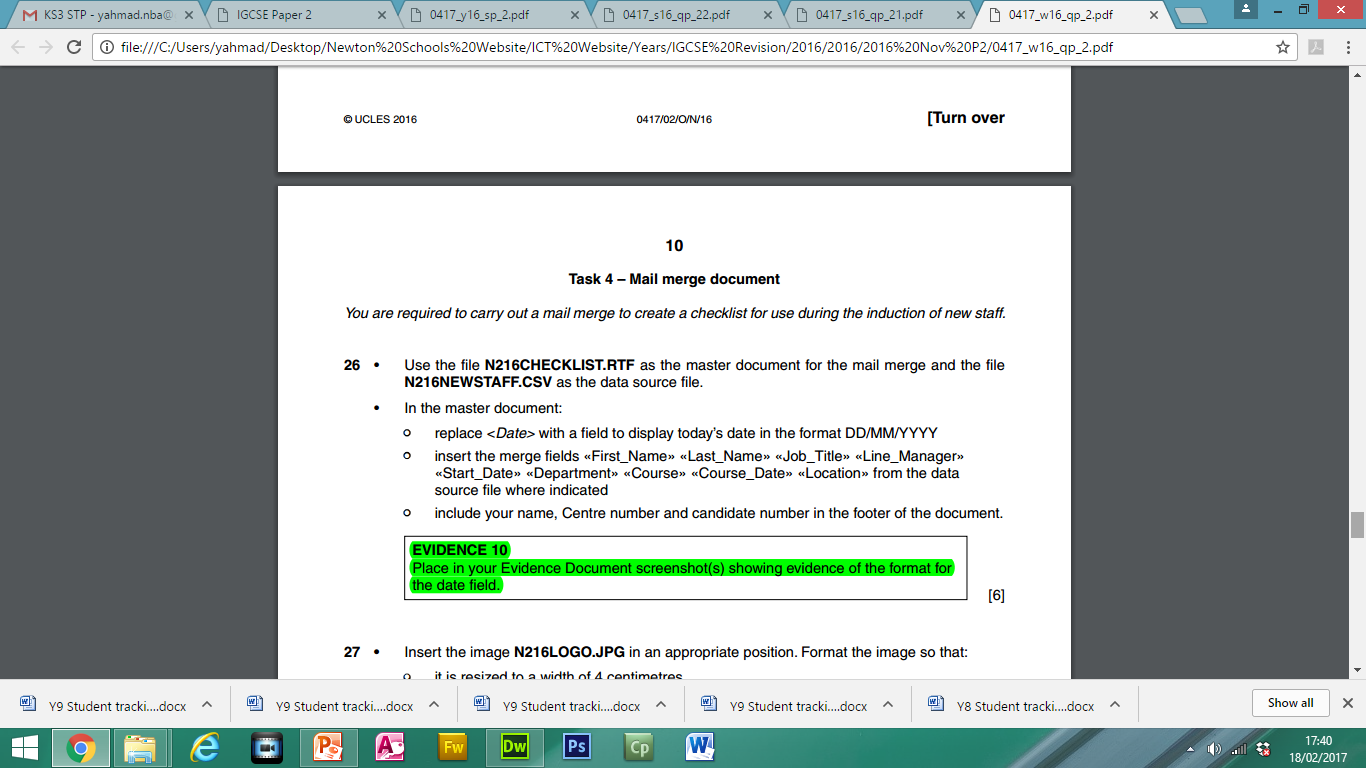 KS3 STP - yahmad.nba@
IGCSE Paper 2
0417_y16_sp_2.pdf
0417_s16_qp_22.pdf
0417_s16_qp_21.pdf
0417_w16_qp_2.pdf
file:///C:/Users/yahmad/Desktop/Newton%20Schools%20Website/ICT%20Website/Years/IGCSE%20Revision/2016/2016/2016%20Nov%20P2/0417_w16_qp_2.pdf
© UCLES 2016 0417/02/O/N/16 [Turn over
10
Task 4 – Mail merge document
You are required to carry out a mail merge to create a checklist for use during the induction of new staff.
26 • Use the file N216CHECKLIST.RTF as the master document for the mail merge and the file
N216NEWSTAFF.CSV as the data source file.
• In the master document:
o replace <Date> with a field to display today’s date in the format DD/MM/YYYY
o insert the merge fields «First_Name» «Last_Name» «Job_Title» «Line_Manager»
«Start_Date» «Department» «Course» «Course_Date» «Location» from the data
source file where indicated
o include your name, Centre number and candidate number in the footer of the document.
EVIDENCE 10
Place in your Evidence Document screenshot(s) showing evidence of the format for
the date field.
[6]
27 • Insert the image N216LOGO.JPG in an appropriate position. Format the image so that:
o it is resized to a width of 4 centimetres
Y9 Student tracki....docx
Y9 Student tracki....docx
Y9 Student tracki....docx
Y9 Student tracki....docx
Y8 Student tracki....docx
Show all
Fw
Dw
Ps
Cp
17:40
18/02/2017